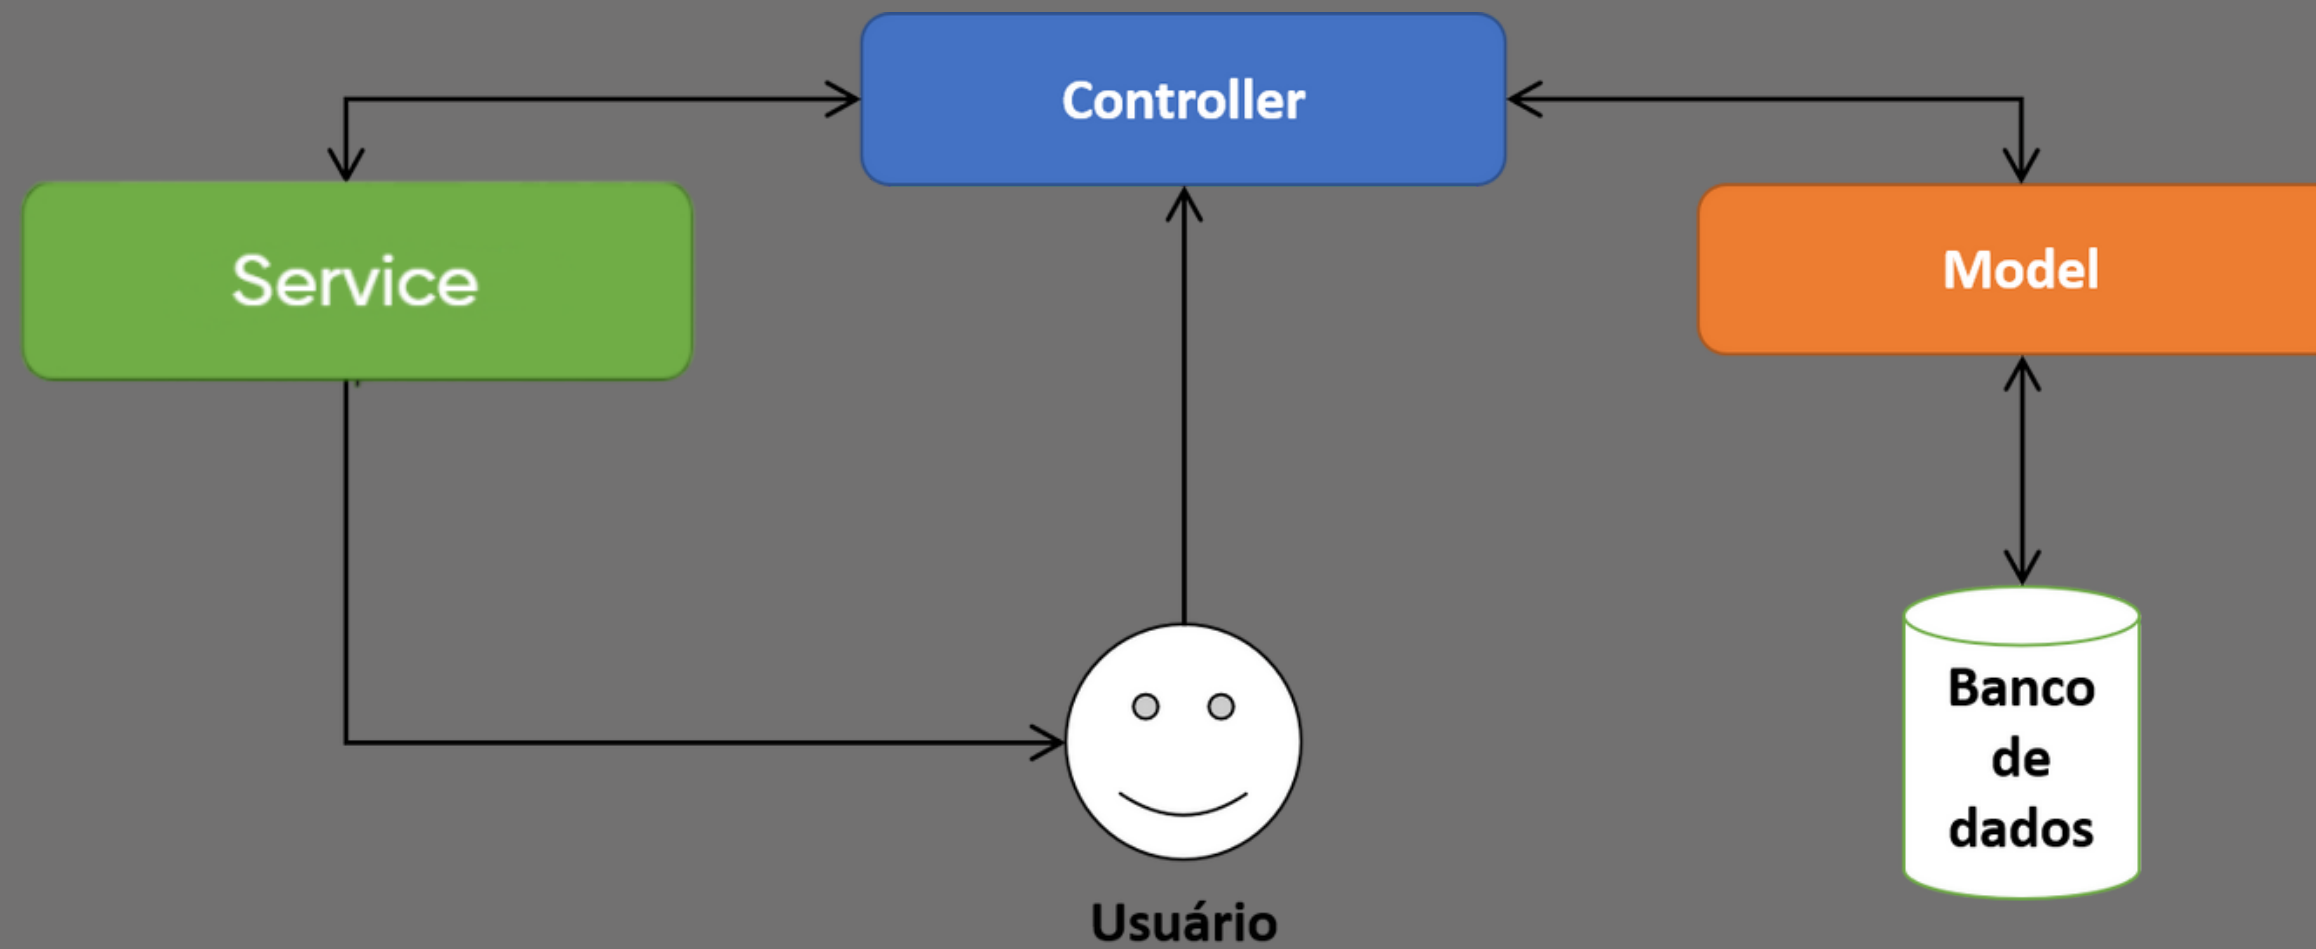 Controller
Service
Model
Banco
de
dados
Usuário